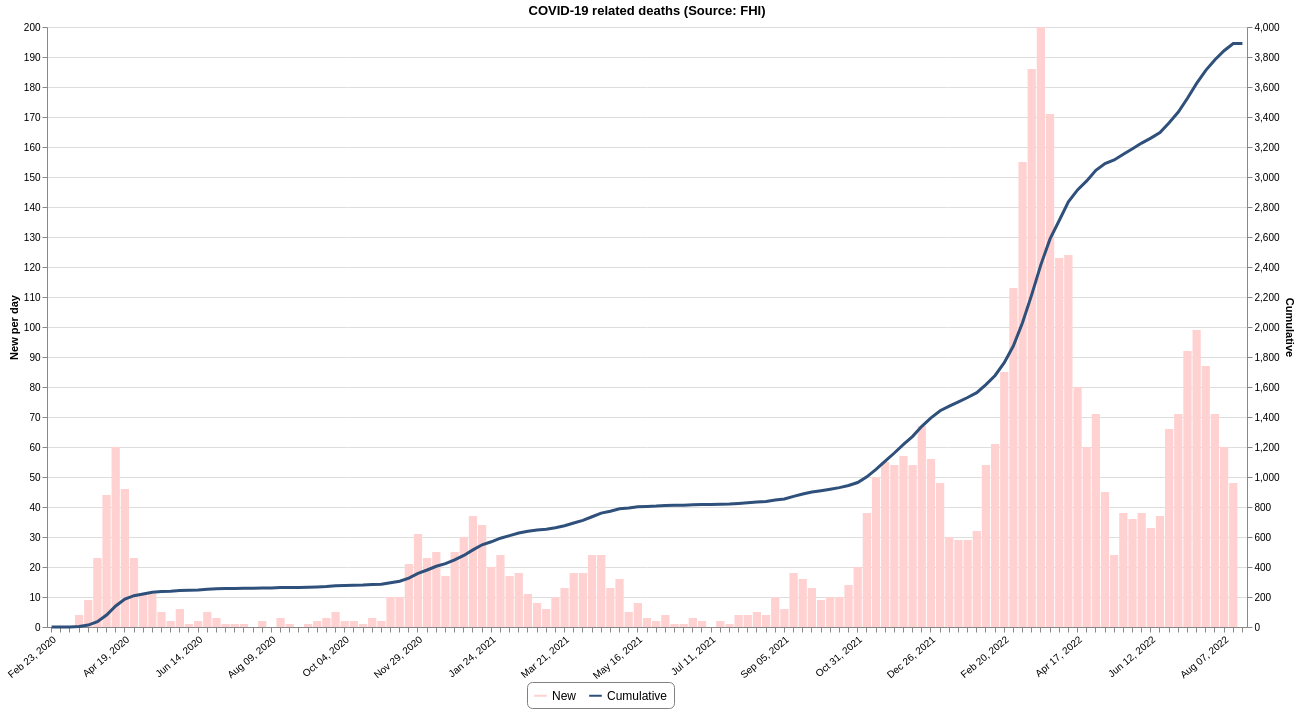 COVID-19 related deaths (Source: FHI)
200
190
180
170
160
150
140
130
120
110
100
90
80
70
60
50
40
30
20
10
0
New per day
4,000
3,800
3,600
3,400
3,200
3,000
2,800
2,600
2,400
2,200
2,000
1,800
1,600
1,400
1,200
1,000
800
600
400
200
0
Cumulative
Feb 23, 2020
Apr 19, 2020
Jun 14, 2020
Aug 09, 2020
Oct 04, 2020
Nov 29, 2020
Jan 24, 2021
Mar 21, 2021
May 16, 2021
Jul 11, 2021
Sep 05, 2021
Oct 31, 2021
Dec 26, 2021
Feb 20, 2022
Apr 17, 2022
Jun 12, 2022
Aug 07, 2022
New Cumulative